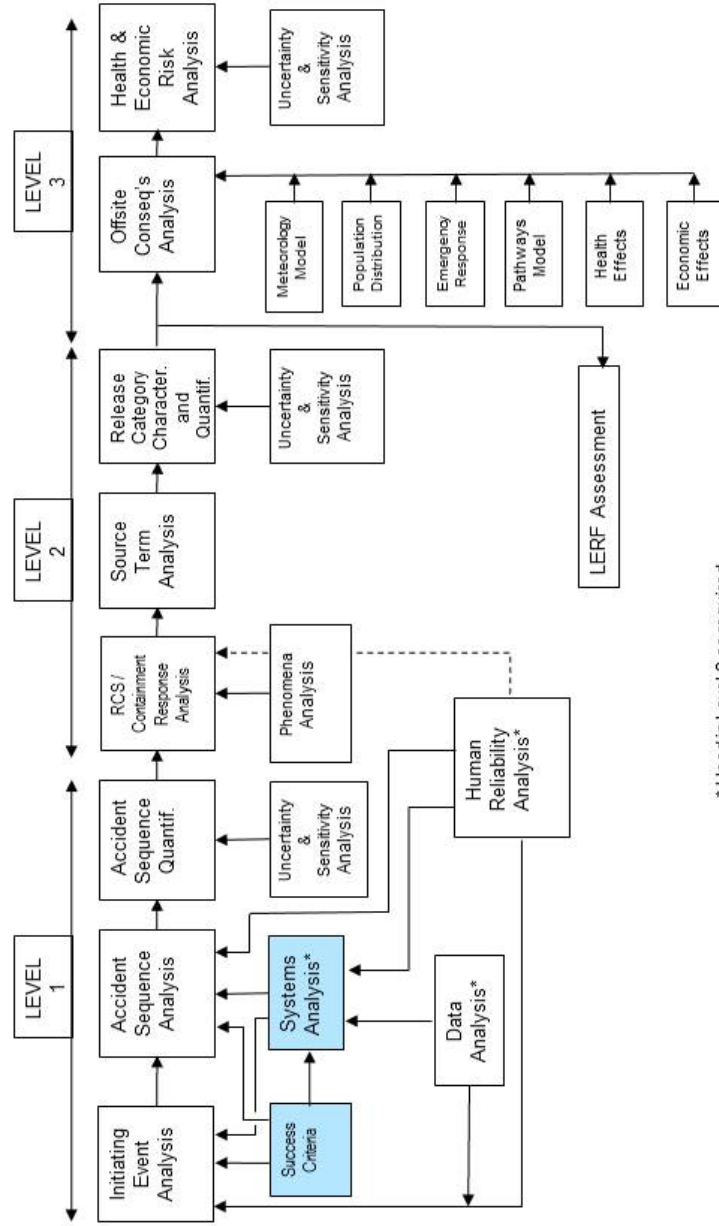 LEVEL
1
LEVEL
2
LEVEL
3
Initiating
Event
Analysis
Accident
Sequence
Analysis
Accident
Sequence
Quantif.
RCS /
Containment
Response
Analysis
Source
Term
Analysis
Release
Category
Character.
and
Quantif.
Offsite
Conseq's
Analysis
Health &
Economic
Risk
Analysis
Success
Criteria
Systems
Analysis*
Uncertainty
&
Sensitivity
Analysis
Phenomena
Analysis
Uncertainty
&
Sensitivity
Analysis
Meteorology
Model
Population
Distribution
Emergency
Response
Pathways
Model
Health
Effects
Economic
Effects
Uncertainty
&
Sensitivity
Analysis
Data
Analysis*
Human
Reliability
Analysis*
LERF Assessment